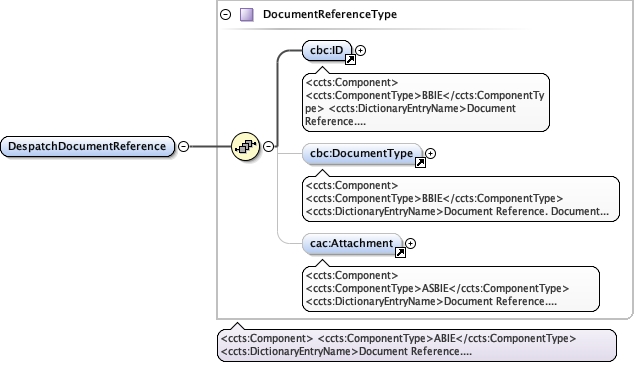 DocumentReferenceType
cbc:ID
<ccts:Component>
<ccts:ComponentType>BBIE</ccts:ComponentTy
pe> <ccts:DictionaryEntryName>Document
Reference....
DespatchDocumentReference
cbc:DocumentType
<ccts:Component>
<ccts:ComponentType>BBIE</ccts:ComponentType>
<ccts:DictionaryEntryName>Document Reference. Document...
cac:Attachment
<ccts:Component>
<ccts:ComponentType>ASBIE</ccts:ComponentType>
<ccts:DictionaryEntryName>Document Reference....
<ccts:Component> <ccts:ComponentType>ABIE</ccts:ComponentType>
<ccts:DictionaryEntryName>Document Reference....